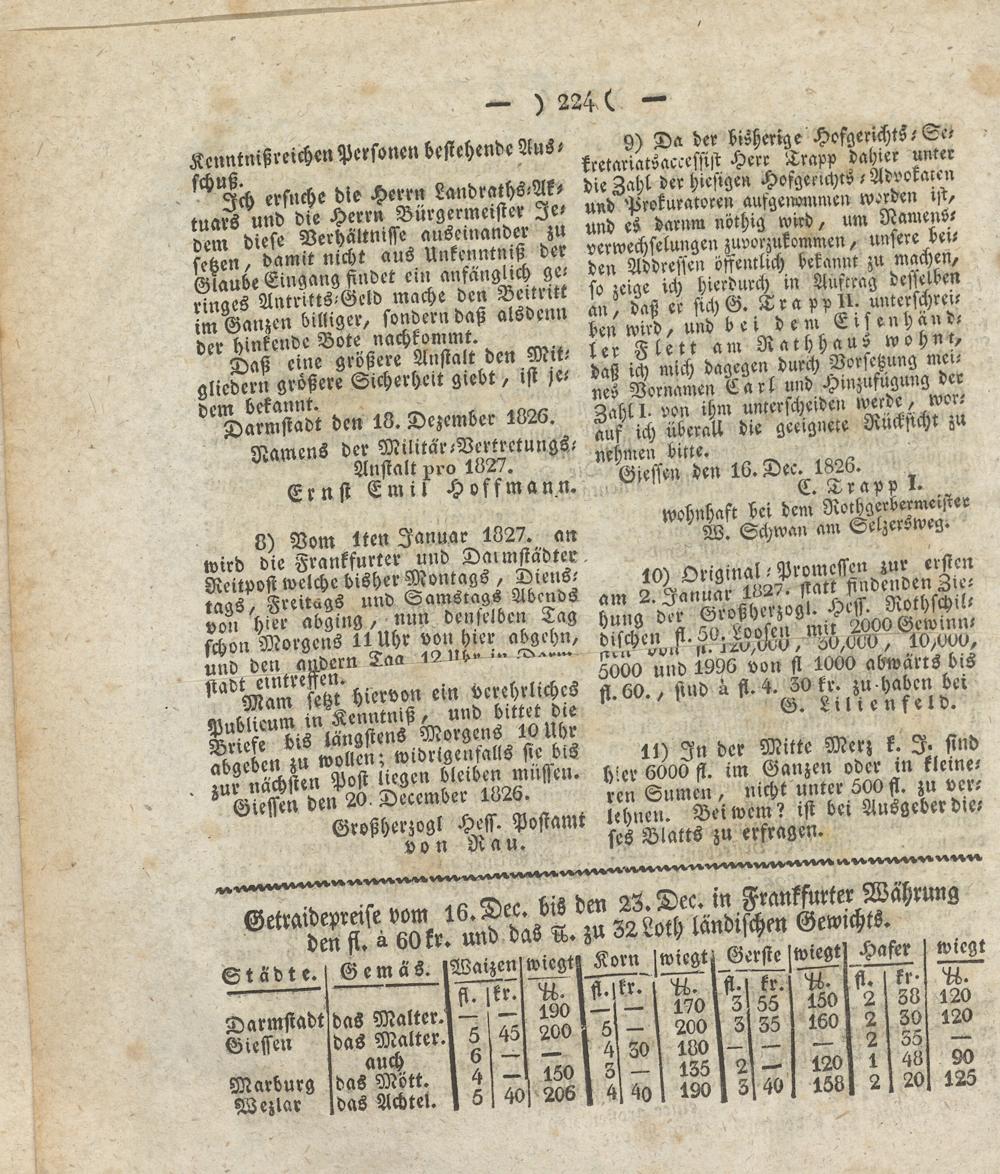 — ) 224 ( —
Kenntnißreichen Personen bestehende Aus-
schuß.
Ich ersuche die Herrn Landraths-Ak-
tuars und die Herrn Bürgermeister Je-
dem diese Verhältnisse auseinander zu
setzen, damit nicht aus Unkenntniß der
Glaube Eingang findet ein anfänglich ge-
ringes Antritts-Geld mache den Beitritt
im Ganzen billiger, sondern daß alsdenn
der hinkende Bote nachkommt.
Daß eine größere Anstalt den Mit-
gliedern größere Sicherheit giebt, ist je-
dem bekannt.
Darmstadt den 18. Dezember 1826.
Namens der Militär-Vertretungs-
Anstalt pro 1827.
Ernst Emil Hoffmann.
8) Vom 1ten Januar 1827. an
wird die Frankfurter und Darmstädter
Reitpost welche bisher Montags, Diens-
tags, Freitags und Samstags Abends
von hier abging, nun denselben Tag
schon Morgens 11 Uhr von hier abgehn,
und den andern Tag 12 Uhr in Darm-
stadt eintreffen.
Mam setzt hiervon ein verehrliches
Publicum in Kenntniß, und bittet die
Briefe bis längstens Morgens 10 Uhr
abgeben zu wollen; widrigenfalls sie bis
zur nächsten Post liegen bleiben müssen.
Giessen den 20. December 1826.
Großherzogl Hess. Postamt
von Rau.
9) Da der bisherige Hofgerichts-Se-
kretariatsaccessist Herr Trapp dahier unter
die Zahl der hiesigen Hofgerichts-Advokaten
und Prokuratoren aufgenommen worden ist,
und es darum nöthig wird, um Namens-
verwechselungen zuvorzukommen, unsere bei-
den Addressen öffentlich bekannt zu machen,
so zeige ich hierdurch in Auftrag desselben
an, daß er sich G. Trapp II. unterschrei-
ben wird, und bei dem Eisenhänd-
ler Flett am Rathhaus wohnt,
daß ich mich dagegen durch Vorsetzung mei-
nes Vornamen Carl und Hinzufügung der
Zahl I. von ihm unterscheiden werde, wor-
auf ich überall die geeignete Rücksicht zu
nehmen bitte.
Giessen den 16. Dec. 1826.
C. Trapp I.
wohnhaft bei dem Rothgerbermeister
W. Schwan am Selzersweg.
10) Original-Promessen zur ersten
am 2. Januar 1827. statt findenden Zie-
hung der Großherzogl. Hess. Rothschil-
dischen fl. 50. Loosen mit 2000 Gewinn-
sten von fl. 120,000, 30,000, 10,000,
5000 und 1996 von fl 1000 abwärts bis
fl. 60., sind à fl. 4. 30 kr. zu haben bei
G. Lilienfeld.
11) In der Mitte Merz k. J. sind
hier 6000 fl. im Ganzen oder in kleine-
ren Sumen, nicht unter 500 fl. zu ver-
lehnen. Bei wem? ist bei Ausgeber die-
ses Blatts zu erfragen.
Getraidepreise vom 16. Dec. bis den 23. Dec. in Frankfurter Währung
den fl. à 60 kr. und das ℔. zu 32 Loth ländischen Gewichts.
Städte. Gemäs. Waizen wiegt Korn wiegt Gerste wiegt Hafer wiegt
fl. kr. ℔. fl. kr. ℔. fl. kr. ℔. fl. kr. ℔.
Darmstadt das Malter. — — 190 — — 170 3 55 150 2 38 120
Giessen das Malter. 5 45 200 5 — 200 3 35 160 2 30 120
auch 6 — — 4 30 180 — — — 2 35 —
Marburg das Mött. 4 — 150 3 — 135 2 — 120 1 48 90
Wezlar das Achtel. 5 40 206 4 40 190 3 40 158 2 20 125